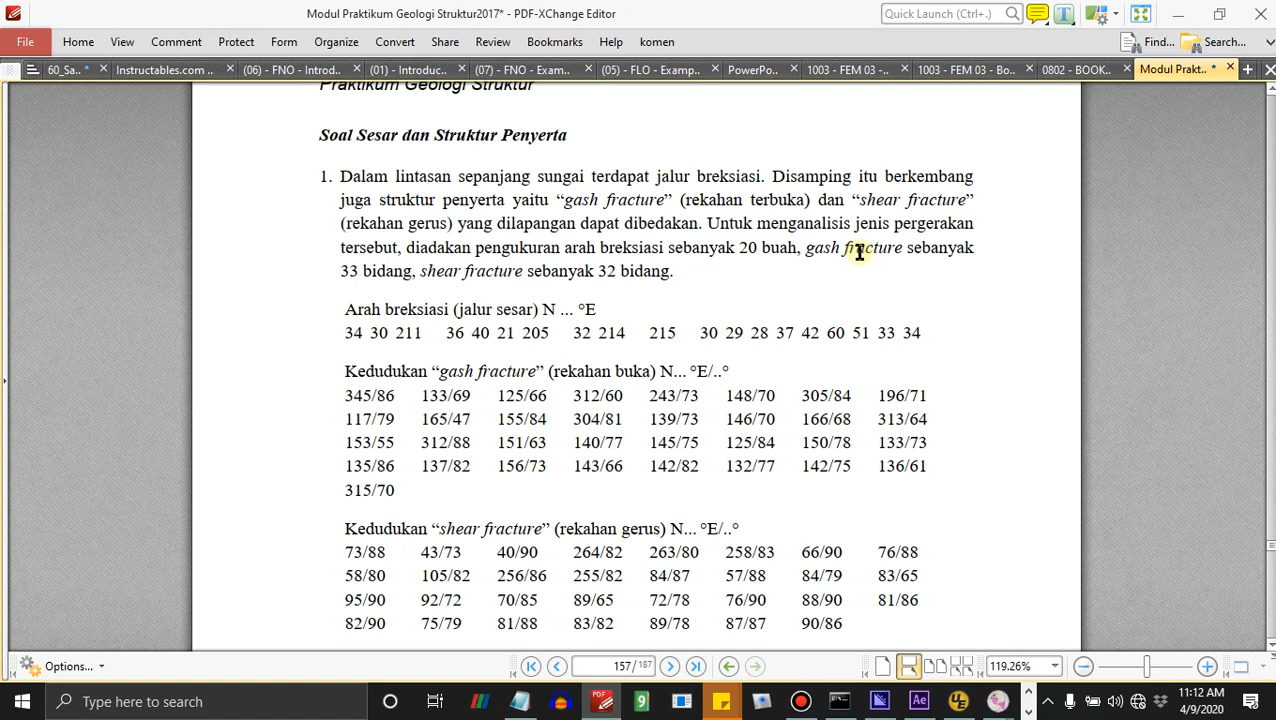 Modul Praktikum Geologi Struktur2017* - PDF-XChange Editor
Quick Launch (Ctrl+.)
File Home View Comment Protect Form Organize Convert Share Review Bookmarks Help komen
Find... Search...
60_Sa.. * Instructables.com .. (06) - FNO - Introd.. (01) - Introduc.. (07) - FNO - Exam.. (05) - FLO - Examp.. PowerPo.. 1003 - FEM 03 -... 1003 - FEM 03 - Bo.. 0802 - BOOK.. Modul Prakt.. *
Praktikum Geologi Struktur
Soal Sesar dan Struktur Penyerta
1. Dalam lintasan sepanjang sungai terdapat jalur breksiasi. Disamping itu berkembang
juga struktur penyerta yaitu “gash fracture” (rekahan terbuka) dan “shear fracture”
(rekahan gerus) yang dilapangan dapat dibedakan. Untuk menganalisis jenis pergerakan
tersebut, diadakan pengukuran arah breksiasi sebanyak 20 buah, gash fracture sebanyak
33 bidang, shear fracture sebanyak 32 bidang.
Arah breksiasi (jalur sesar) N ... °E
34 30 211 36 40 21 205 32 214 215 30 29 28 37 42 60 51 33 34
Kedudukan “gash fracture” (rekahan buka) N... °E/..°
345/86 133/69 125/66 312/60 243/73 148/70 305/84 196/71
117/79 165/47 155/84 304/81 139/73 146/70 166/68 313/64
153/55 312/88 151/63 140/77 145/75 125/84 150/78 133/73
135/86 137/82 156/73 143/66 142/82 132/77 142/75 136/61
315/70
Kedudukan “shear fracture” (rekahan gerus) N... °E/..°
73/88 43/73 40/90 264/82 263/80 258/83 66/90 76/88
58/80 105/82 256/86 255/82 84/87 57/88 84/79 83/65
95/90 92/72 70/85 89/65 72/78 76/90 88/90 81/86
82/90 75/79 81/88 83/82 89/78 87/87 90/86
Options... 157 / 187 119.26%
Type here to search
11:12 AM
4/9/2020